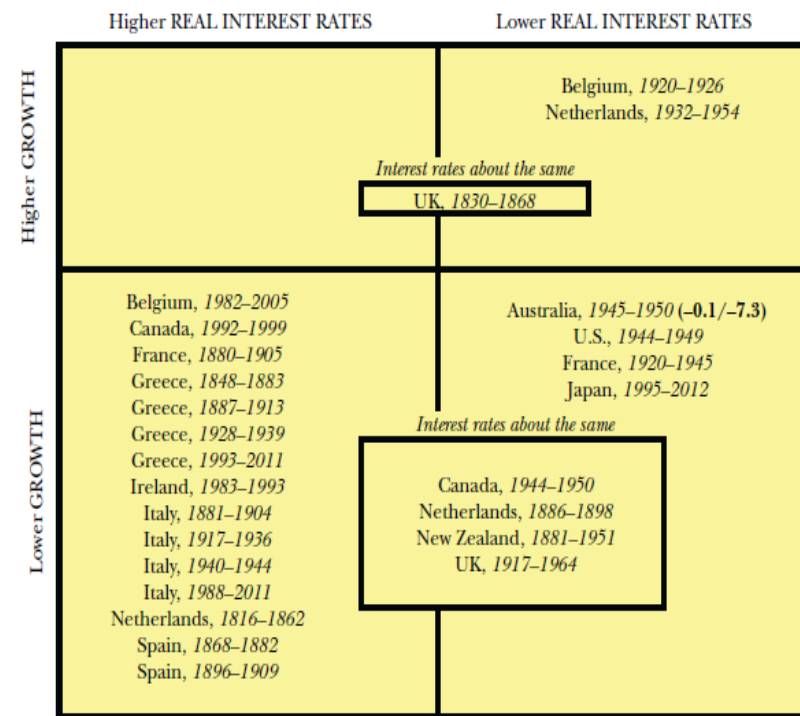 Higher REAL INTEREST RATES
Lower REAL INTEREST RATES
Higher GROWTH
Belgium, 1920–1926
Netherlands, 1932–1954
Interest rates about the same
UK, 1830–1868
Lower GROWTH
Belgium, 1982–2005
Canada, 1992–1999
France, 1880–1905
Greece, 1848–1883
Greece, 1887–1913
Greece, 1928–1939
Greece, 1993–2011
Ireland, 1983–1993
Italy, 1881–1904
Italy, 1917–1936
Italy, 1940–1944
Italy, 1988–2011
Netherlands, 1816–1862
Spain, 1868–1882
Spain, 1896–1909
Australia, 1945–1950 (–0.1/–7.3)
U.S., 1944–1949
France, 1920–1945
Japan, 1995–2012
Interest rates about the same
Canada, 1944–1950
Netherlands, 1886–1898
New Zealand, 1881–1951
UK, 1917–1964